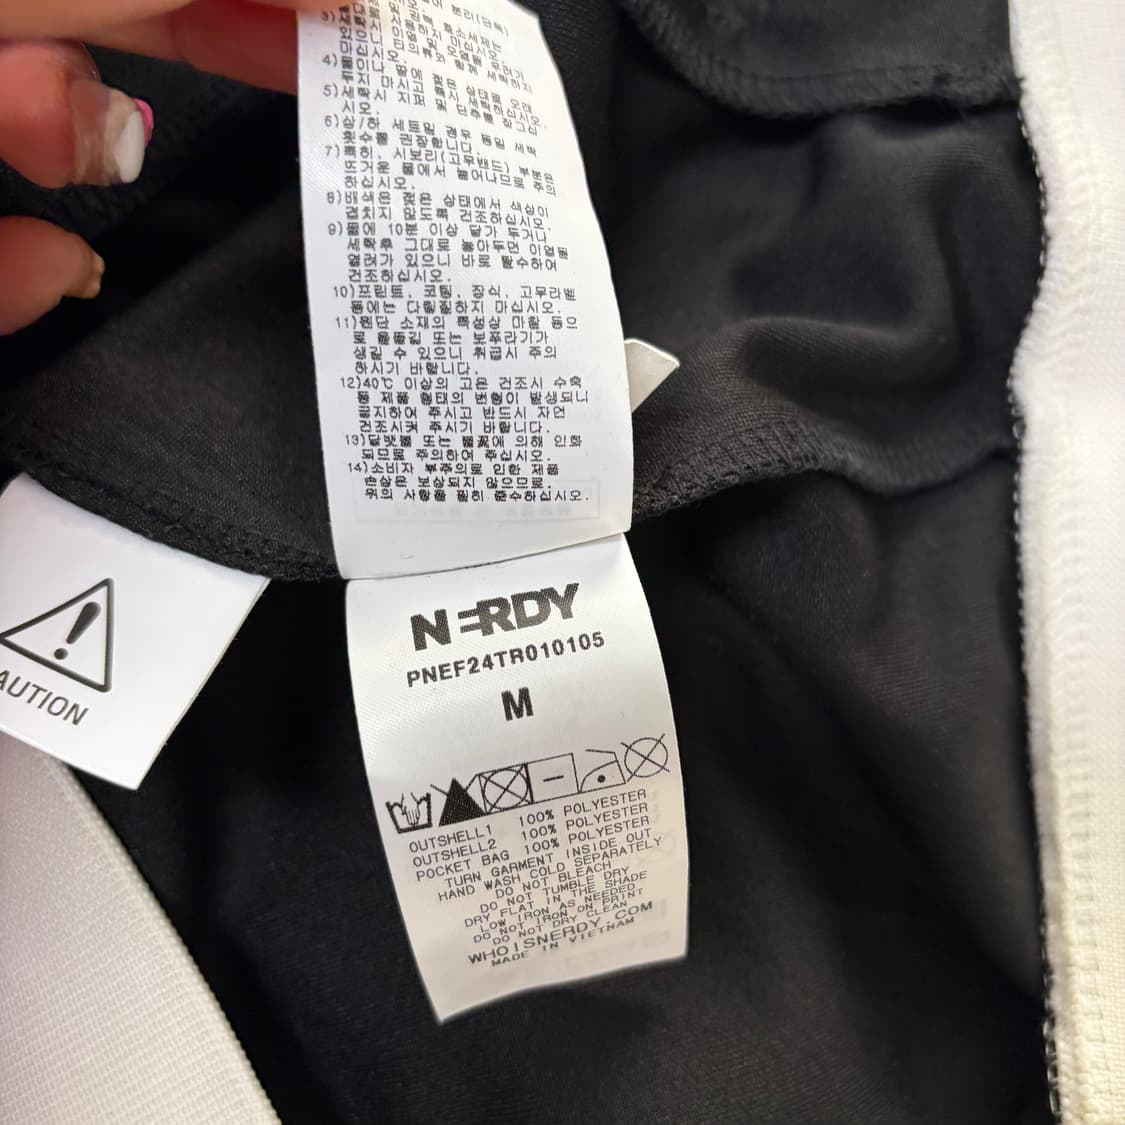 4)물이나 땀에 젖은 상태로 오래
두지 마시고 즉시 세탁하십시오.
5)세탁시 지퍼 및 단추를 잠그십
시오.
6)상/하 세트일 경우 동일 세탁
횟수를 권장합니다.
7)특히, 시보리(고무밴드) 부분은
뜨거운 물에서 늘어나므로 주의
하십시오.
8)배색은 젖은 상태에서 색상이
겹치지 않도록 건조하십시오.
9)물에 10분 이상 담가 두거나
세탁후 그대로 놓아두면 이염될
염려가 있으니 바로 탈수하여
건조하십시오.
10)프린트, 코팅, 장식, 고무라벨
등에는 다림질하지 마십시오.
11)원단 소재의 특성상 마찰 등으
로 올뜯김 또는 보푸라기가
생길 수 있으니 취급시 주의
하시기 바랍니다.
12)40℃ 이상의 고온 건조시 수축
등 제품 형태의 변형이 발생되니
금지하여 주시고 반드시 자연
건조시켜 주시기 바랍니다.
13)담뱃불 또는 불꽃에 의해 인화
되므로 주의하여 주십시오.
14)소비자 부주의로 인한 제품
손상은 보상되지 않으므로,
위의 사항을 필히 준수하십시오.
NERDY
PNEF24TR010105
M
AUTION
OUTSHELL1 100% POLYESTER
OUTSHELL2 100% POLYESTER
POCKET BAG 100% POLYESTER
TURN GARMENT INSIDE OUT
HAND WASH COLD SEPARATELY
DO NOT BLEACH
DO NOT TUMBLE DRY
DRY FLAT IN THE SHADE
LOW IRON AS NEEDED
DO NOT IRON ON PRINT
DO NOT DRY CLEAN
WHOISNERDY.COM
MADE IN VIETNAM